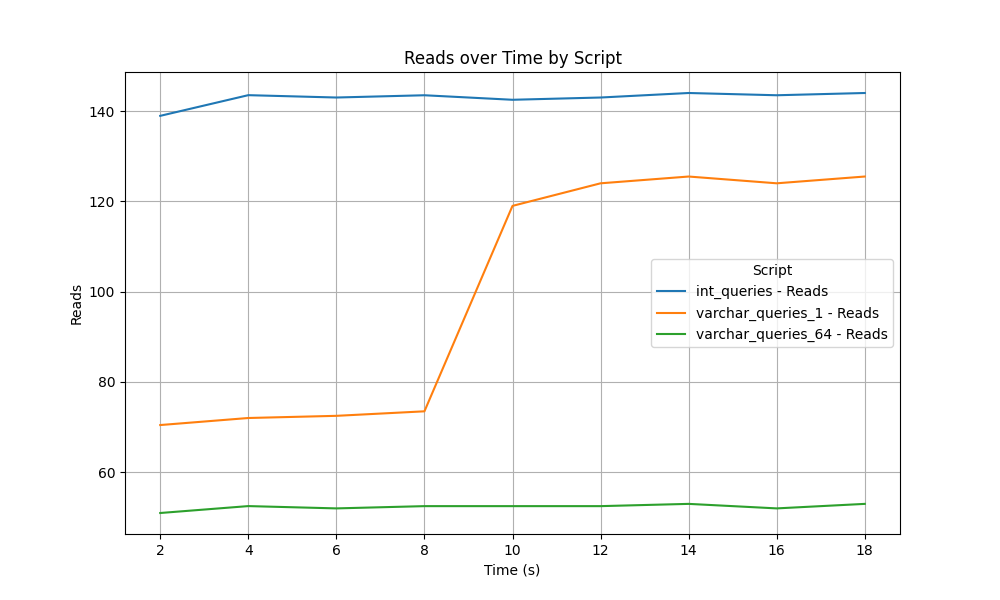 Reads over Time by Script
Reads
140
120
100
80
60
Script
int_queries - Reads
varchar_queries_1 - Reads
varchar_queries_64 - Reads
2 4 6 8 10 12 14 16 18
Time (s)